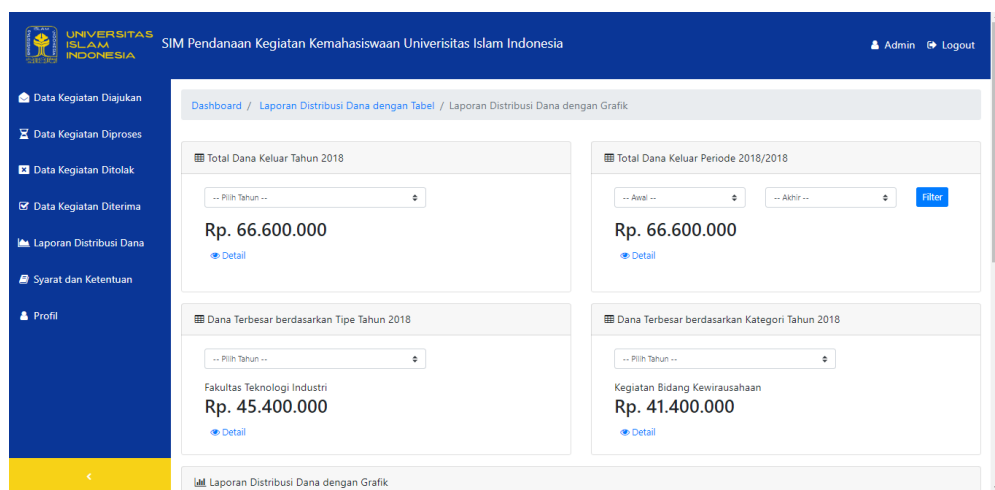 UNIVERSITAS
ISLAM
INDONESIA
SIM Pendanaan Kegiatan Kemahasiswaan Univerisitas Islam Indonesia
Admin
Logout
Data Kegiatan Diajukan
Data Kegiatan Diproses
Data Kegiatan Ditolak
Data Kegiatan Diterima
Laporan Distribusi Dana
Syarat dan Ketentuan
Profil
Dashboard / Laporan Distribusi Dana dengan Tabel / Laporan Distribusi Dana dengan Grafik
Total Dana Keluar Tahun 2018
-- Pilih Tahun --
Rp. 66.600.000
Detail
Total Dana Keluar Periode 2018/2018
-- Awal --
-- Akhir --
Filter
Rp. 66.600.000
Detail
Dana Terbesar berdasarkan Tipe Tahun 2018
-- Pilih Tahun --
Fakultas Teknologi Industri
Rp. 45.400.000
Detail
Dana Terbesar berdasarkan Kategori Tahun 2018
-- Pilih Tahun --
Kegiatan Bidang Kewirausahaan
Rp. 41.400.000
Detail
Laporan Distribusi Dana dengan Grafik